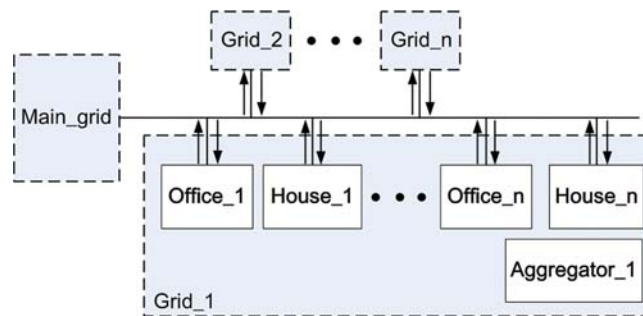 Grid_2
Grid_n
Main_grid
Office_1
House_1
Office_n
House_n
Aggregator_1
Grid_1